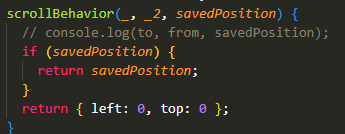 scrollBehavior(_, _2, savedPosition) {
// console.log(to, from, savedPosition);
if (savedPosition) {
return savedPosition;
}
return { left: 0, top: 0 };
}